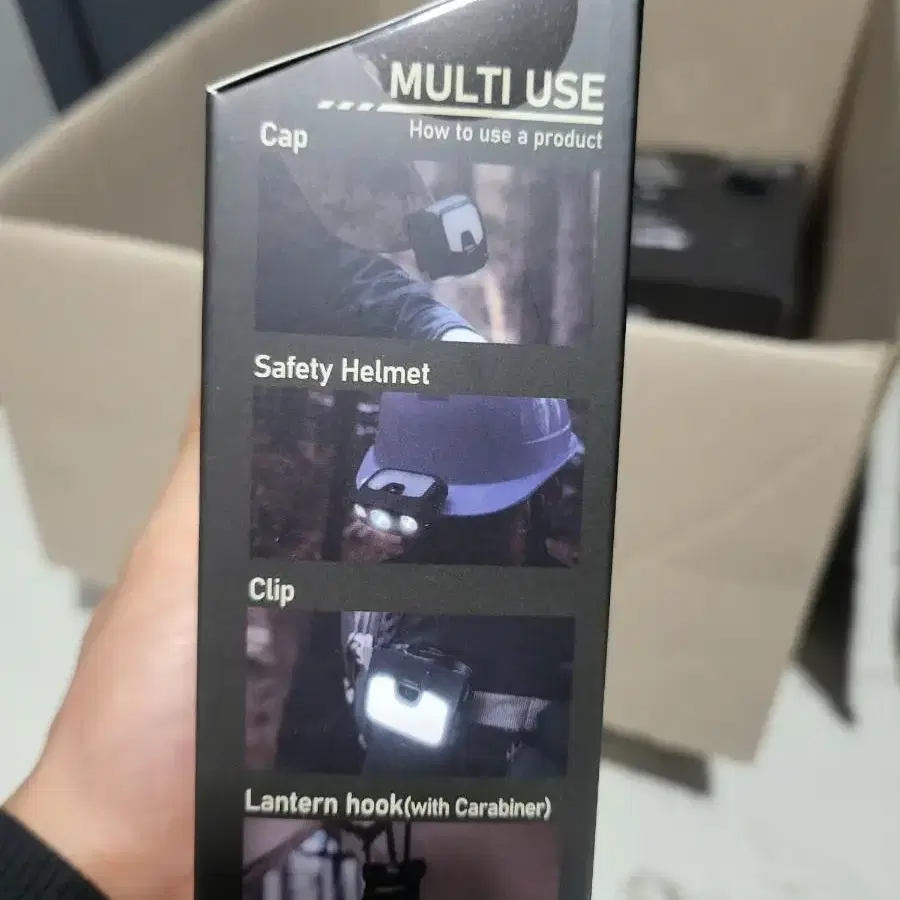 MULTI USE
How to use a product
Cap
Safety Helmet
Clip
Lantern hook(with Carabiner)